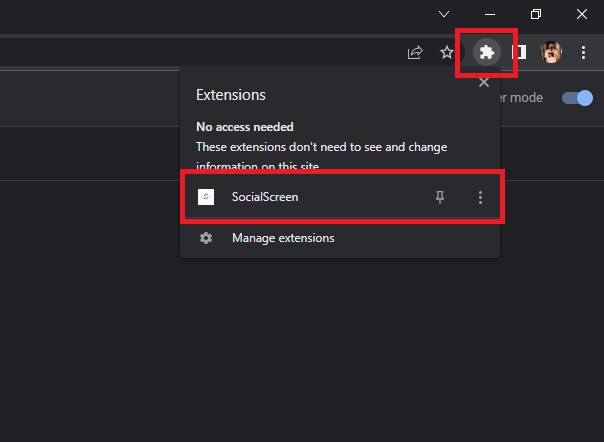 Extensions
er mode
No access needed
These extensions don't need to see and change
information on this site
SocialScreen
Manage extensions